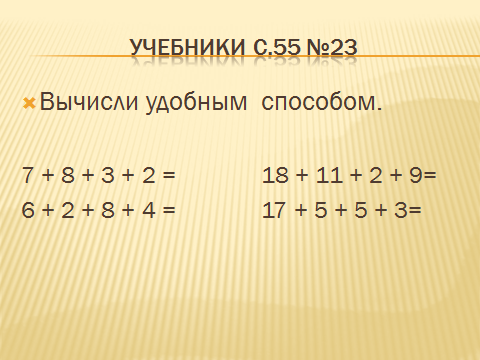 УЧЕБНИКИ С.55 №23
Вычисли удобным способом.
7 + 8 + 3 + 2 = 18 + 11 + 2 + 9=
6 + 2 + 8 + 4 = 17 + 5 + 5 + 3=